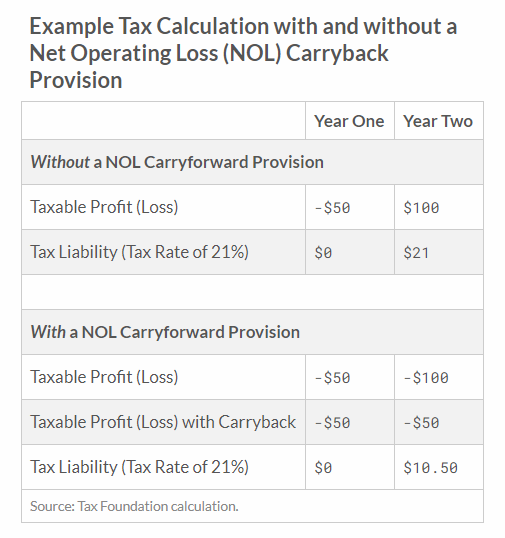 Example Tax Calculation with and without a
Net Operating Loss (NOL) Carryback
Provision
Year One Year Two
Without a NOL Carryforward Provision
Taxable Profit (Loss) -$50 $100
Tax Liability (Tax Rate of 21%) $0 $21
With a NOL Carryforward Provision
Taxable Profit (Loss) -$50 -$100
Taxable Profit (Loss) with Carryback -$50 -$50
Tax Liability (Tax Rate of 21%) $0 $10.50
Source: Tax Foundation calculation.